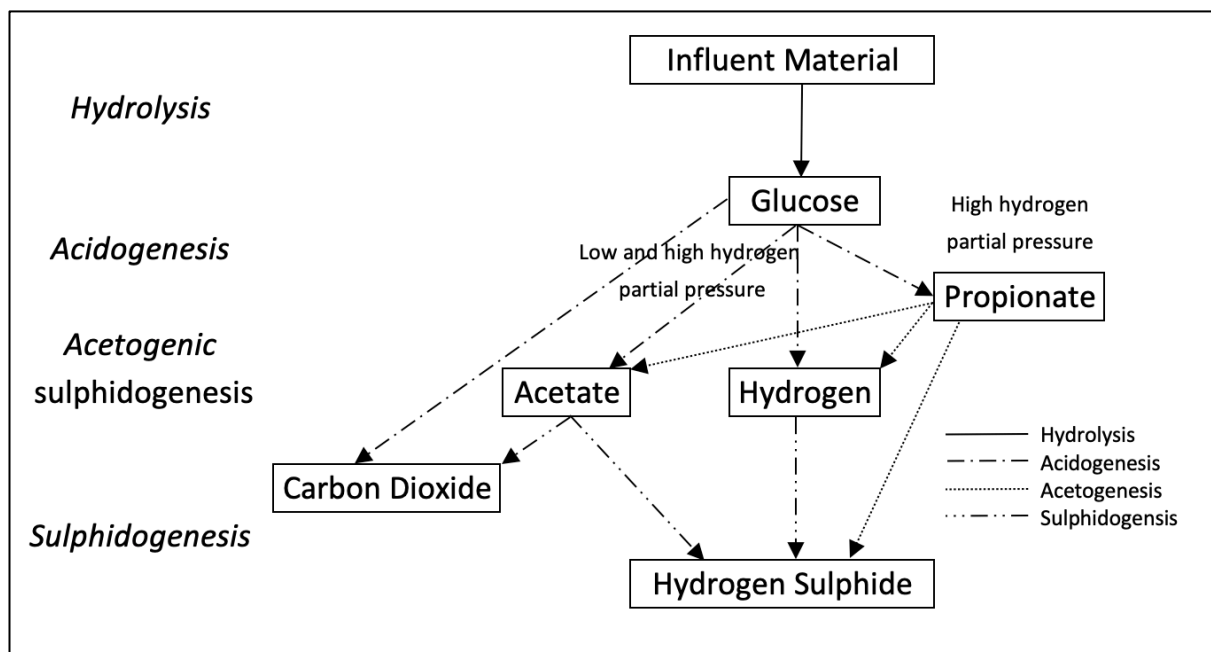 Influent Material
Hydrolysis
Glucose
High hydrogen
partial pressure
Acidogenesis
Low and high hydrogen
partial pressure
Propionate
Acetogenic
sulphidogenesis
Acetate
Hydrogen
Hydrolysis
Acidogenesis
Acetogenesis
Sulphidogensis
Carbon Dioxide
Sulphidogenesis
Hydrogen Sulphide